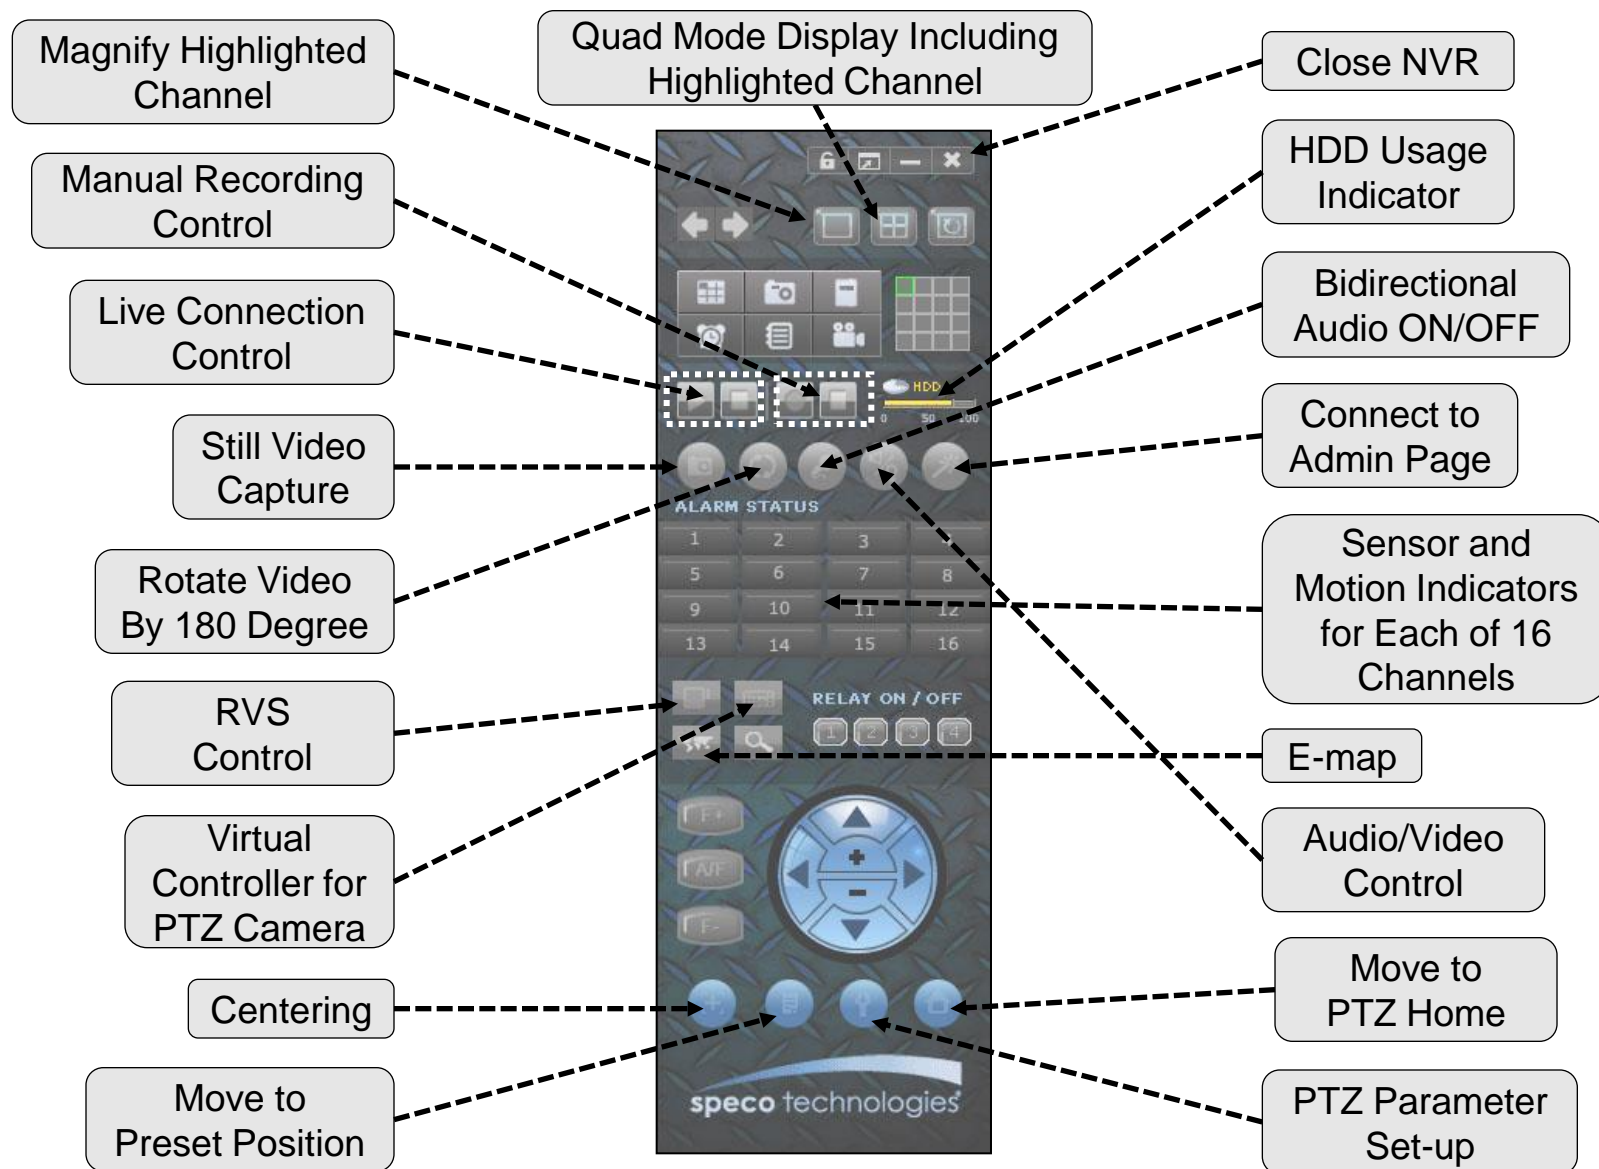 Magnify Highlighted
Channel
Quad Mode Display Including
Highlighted Channel
Close NVR
Manual Recording
Control
HDD Usage
Indicator
Live Connection
Control
Bidirectional
Audio ON/OFF
Still Video
Capture
Connect to
Admin Page
Rotate Video
By 180 Degree
Sensor and
Motion Indicators
for Each of 16
Channels
RVS
Control
E-map
Virtual
Controller for
PTZ Camera
Audio/Video
Control
Centering
Move to
PTZ Home
Move to
Preset Position
PTZ Parameter
Set-up
HDD
0 50 100
ALARM STATUS
1 2 3 4
5 6 7 8
9 10 11 12
13 14 15 16
RELAY ON / OFF
1 2 3 4
F+
A/F
F-
speco technologies